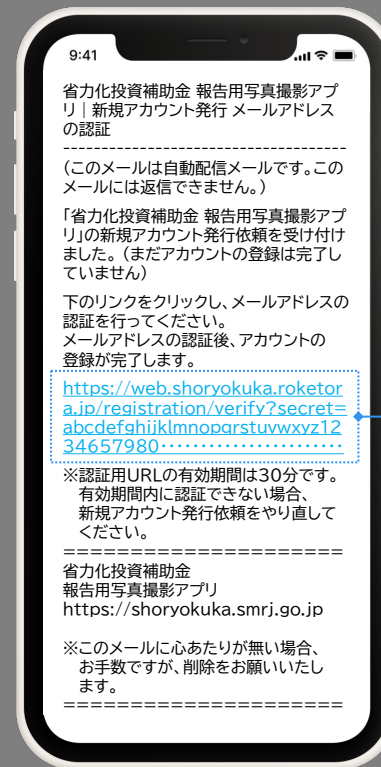 9:41
省力化投資補助金 報告用写真撮影アプ
リ｜新規アカウント発行 メールアドレス
の認証
------------------------------------
(このメールは自動配信メールです。この
メールには返信できません。)
「省力化投資補助金 報告用写真撮影アプ
リ」の新規アカウント発行依頼を受け付け
ました。(まだアカウントの登録は完了し
ていません)
下のリンクをクリックし、メールアドレスの
認証を行ってください。
メールアドレスの認証後、アカウントの
登録が完了します。
https://web.shoryokuka.roketor
a.jp/registration/verify?secret=
abcdefghijklmnopqrstuvwxyz12
34657980･･･････････････････････
※認証用URLの有効期間は30分です。
有効期間内に認証できない場合、
新規アカウント発行依頼をやり直して
ください。
=====================
省力化投資補助金
報告用写真撮影アプリ
https://shoryokuka.smrj.go.jp
※このメールに心あたりが無い場合、
お手数ですが、削除をお願いいたし
ます。
=====================